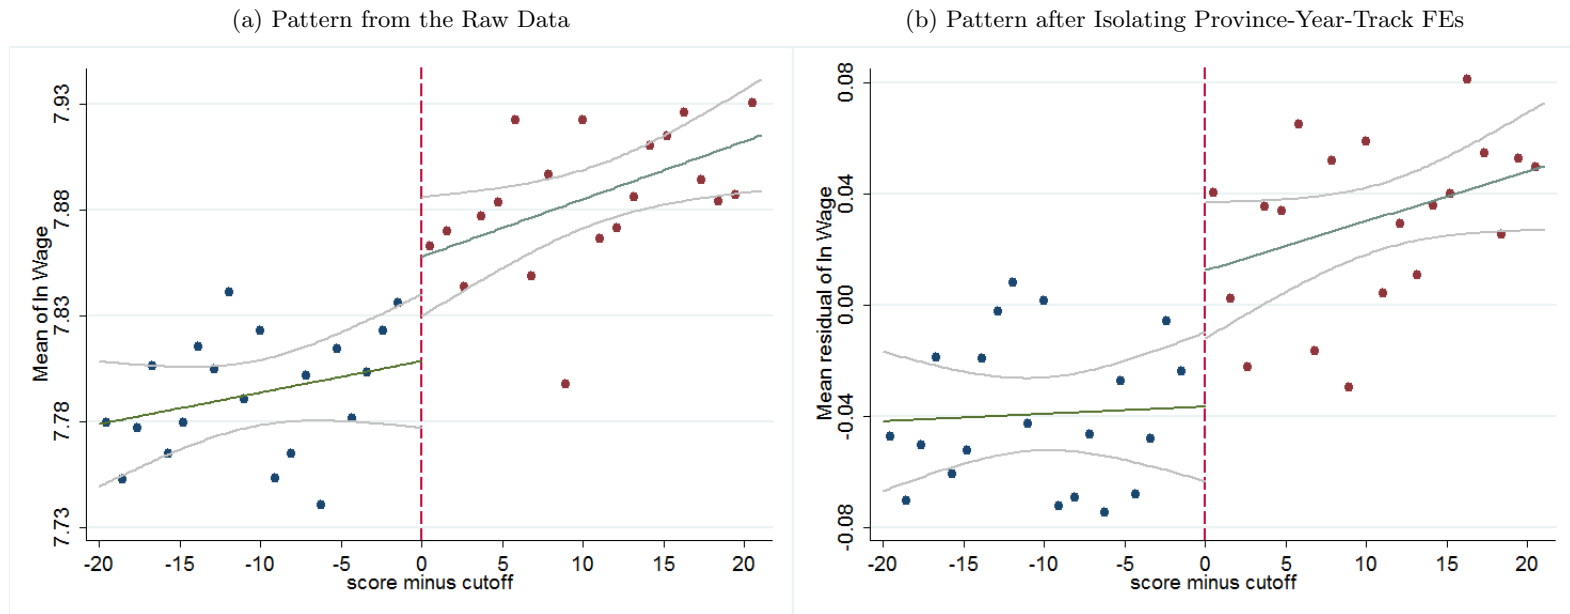 (a) Pattern from the Raw Data
Mean of ln Wage
7.93
7.88
7.83
7.78
7.73
-20 -15 -10 -5 0 5 10 15 20
score minus cutoff
(b) Pattern after Isolating Province-Year-Track FEs
Mean residual of ln Wage
0.08
0.04
0.00
-0.04
-0.08
-20 -15 -10 -5 0 5 10 15 20
score minus cutoff